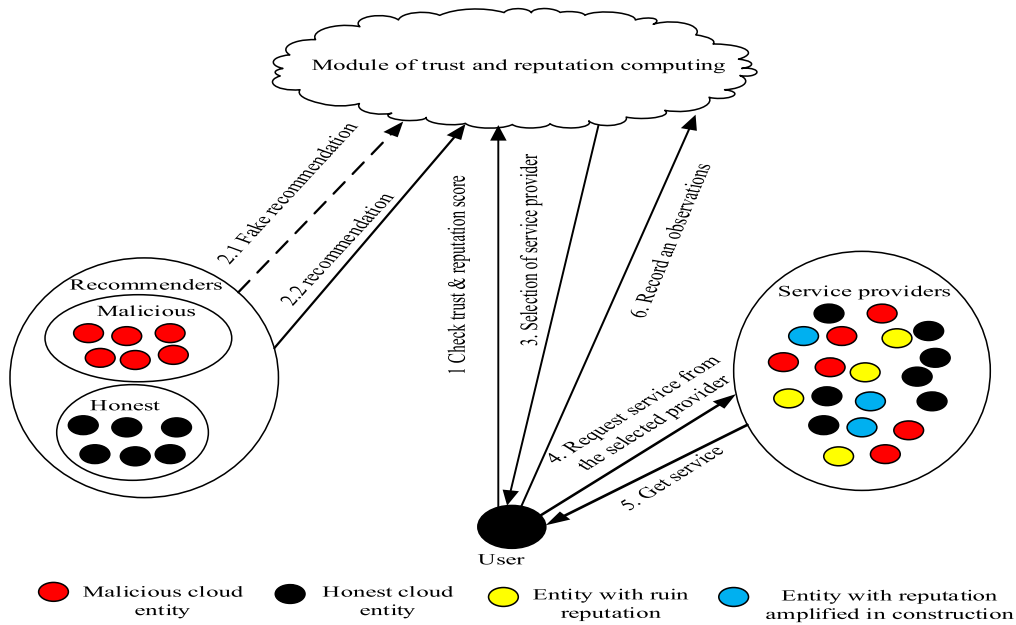 Module of trust and reputation computing
2.1 Fake recommendation
2.2 recommendation
1 Check trust & reputation score
3. Selection of service provider
6. Record an observations
Recommenders
Malicious
Honest
Service providers
4. Request service from
the selected provider
5. Get service
User
Malicious cloud
entity
Honest cloud
entity
Entity with ruin
reputation
Entity with reputation
amplified in construction